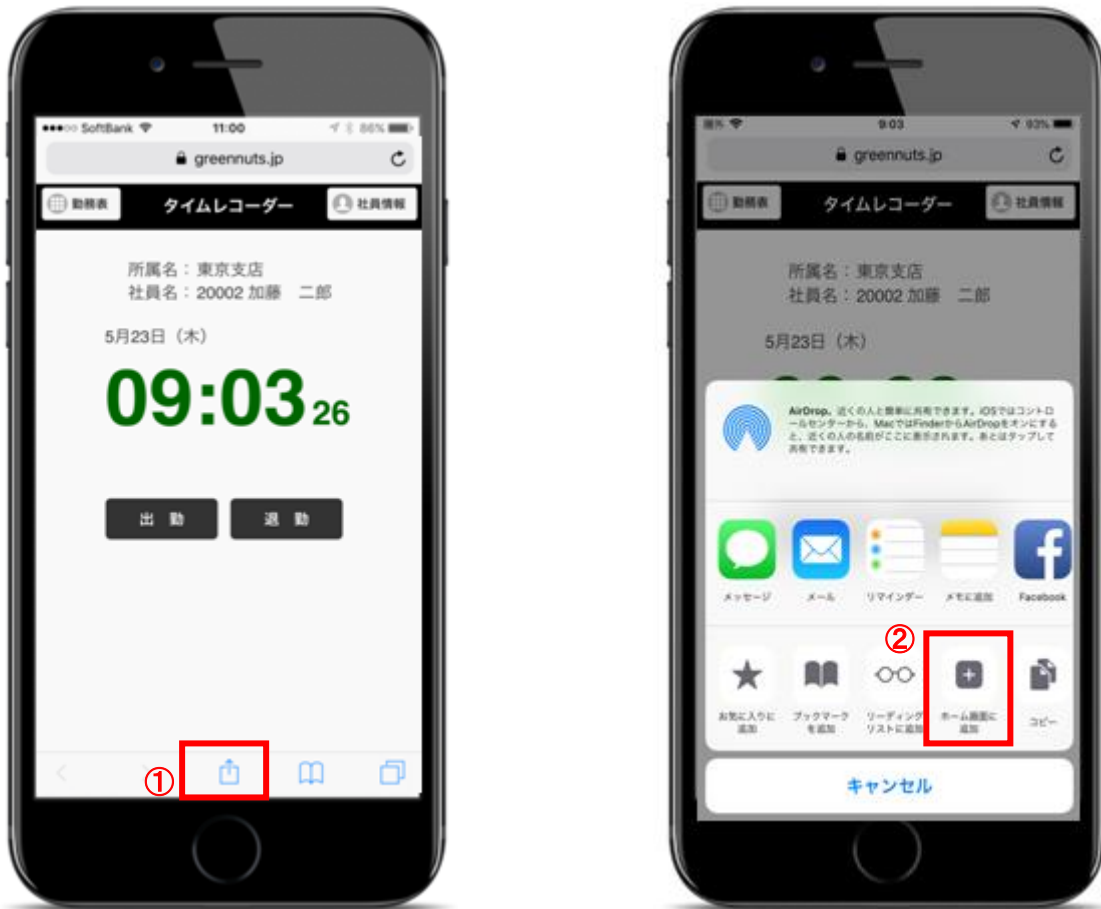 ●●●○○ SoftBank 11:00 86%
greennuts.jp
勤務表 タイムレコーダー 社員情報
所属名：東京支店
社員名：20002 加藤　二郎
5月23日（木）
09:03 26
出 勤 退 勤
①
圏外 9:03 93%
greennuts.jp
勤務表 タイムレコーダー 社員情報
所属名：東京支店
社員名：20002 加藤　二郎
5月23日（木）
AirDrop。近くの人と簡単に共有できます。iOSではコントロ
ールセンターから、MacではFinderからAirDropをオンにする
と、近くの人の名前がここに表示されます。あとはタップして
共有できます。
メッセージ メール リマインダー メモに追加 Facebook
②
お気に入りに
追加
ブックマーク
を追加
リーディング
リストに追加
ホーム画面に
追加
コピー
キャンセル